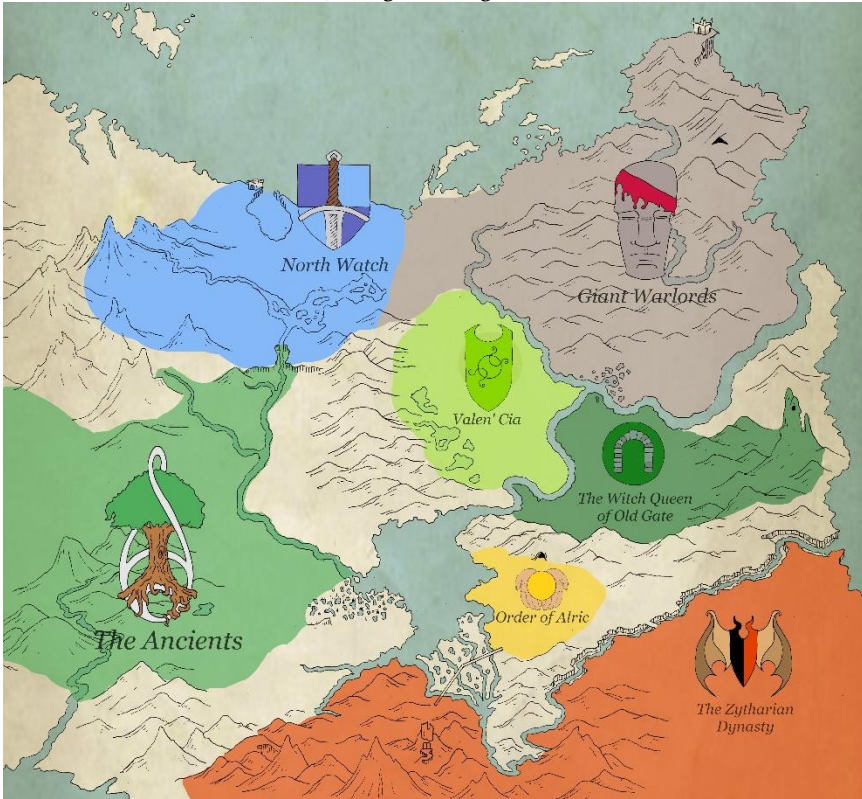 North Watch
Giant Warlords
Valen' Cia
The Witch Queen
of Old Gate
Order of Alric
The Ancients
The Zytharian
Dynasty